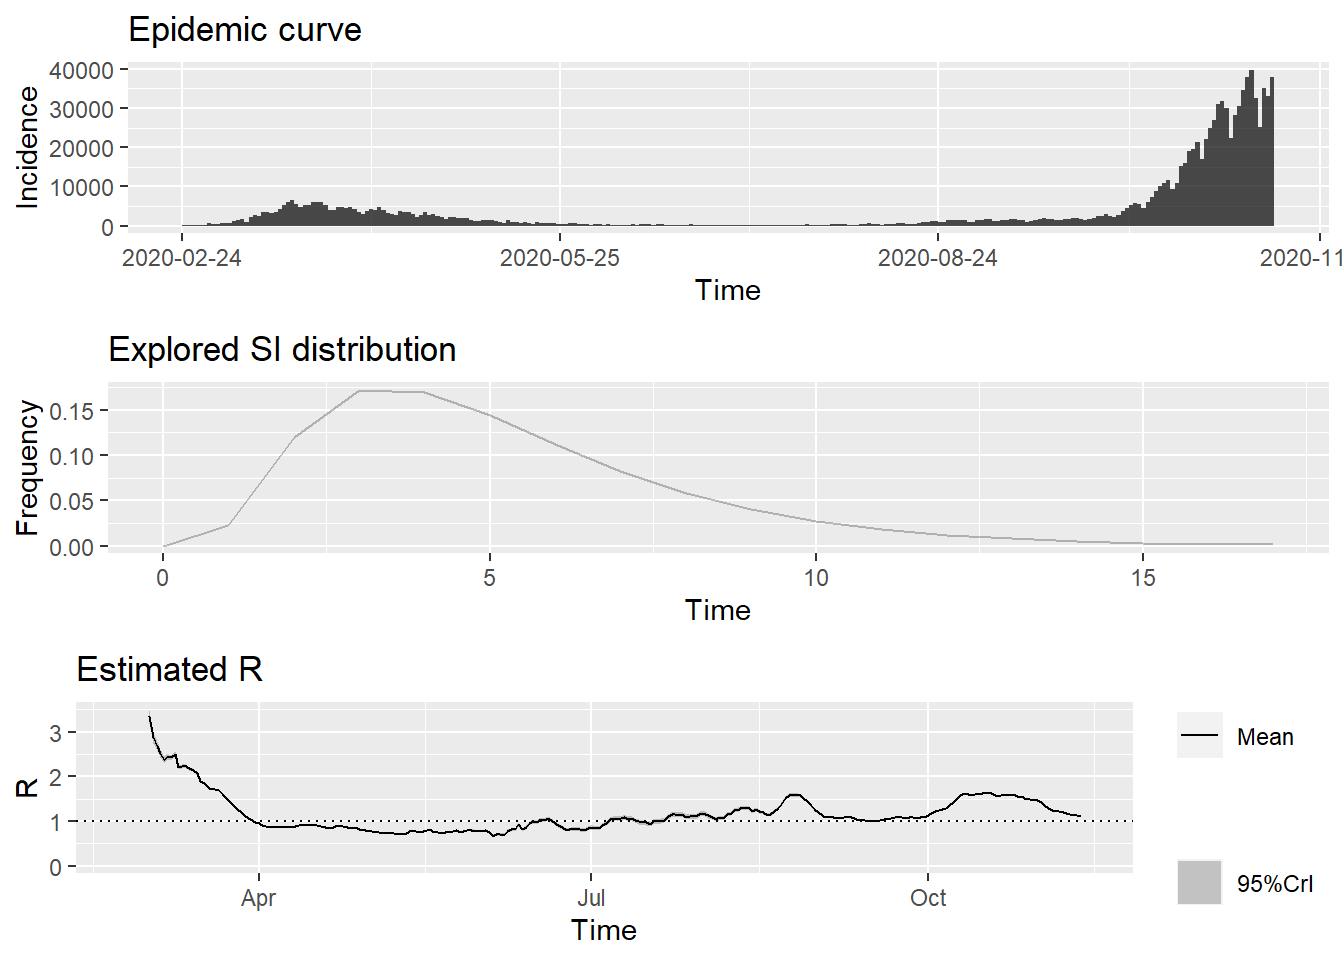 Epidemic curve
40000
30000
20000
10000
0
Incidence
2020-02-24 2020-05-25 2020-08-24 2020-11
Time
Explored SI distribution
0.15
0.10
0.05
0.00
Frequency
0 5 10 15
Time
Estimated R
3
2
1
0
R
Apr Jul Oct
Time
Mean
95%CrI